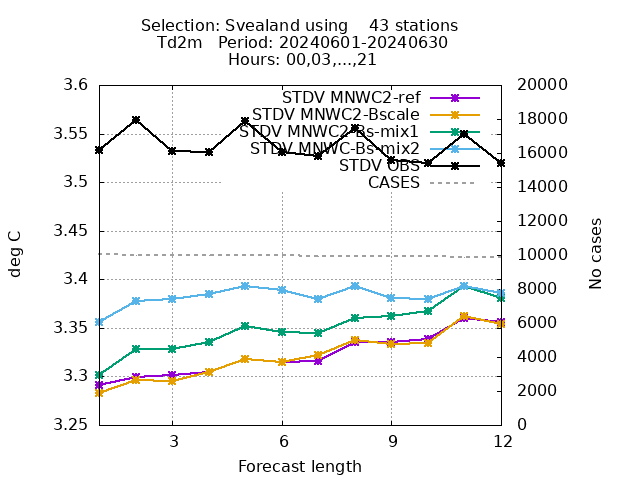 Selection: Svealand using    43 stations
Td2m   Period: 20240601-20240630
Hours: 00,03,...,21
3.6
3.55
3.5
3.45
3.4
3.35
3.3
3.25
deg C
STDV MNWC2-ref
STDV MNWC2-Bscale
STDV MNWC2-Bs-mix1
STDV MNWC-Bs-mix2
STDV OBS
CASES
20000
18000
16000
14000
12000
10000
8000
6000
4000
2000
0
No cases
3 6 9 12
Forecast length